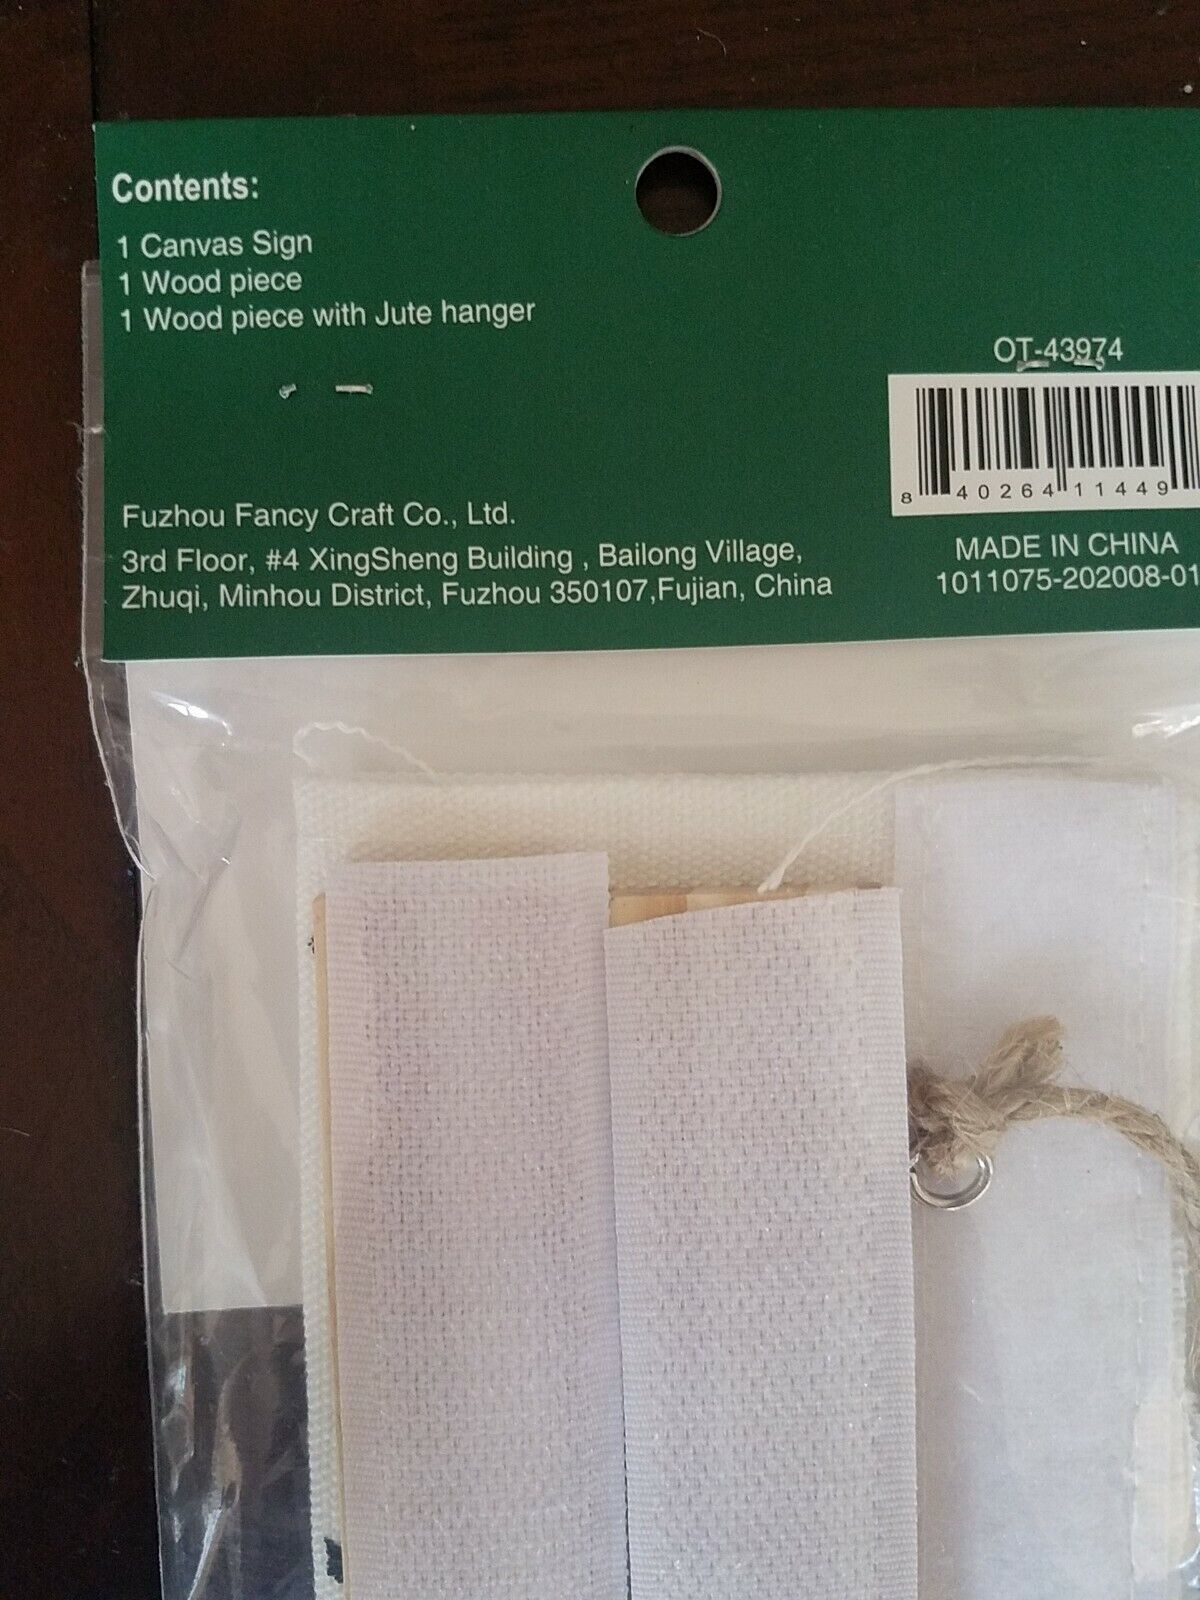 Contents:
1 Canvas Sign
1 Wood piece
1 Wood piece with Jute hanger
OT-43974
8 40264 11449
Fuzhou Fancy Craft Co., Ltd.
3rd Floor, #4 XingSheng Building , Bailong Village,
Zhuqi, Minhou District, Fuzhou 350107,Fujian, China
MADE IN CHINA
1011075-202008-01